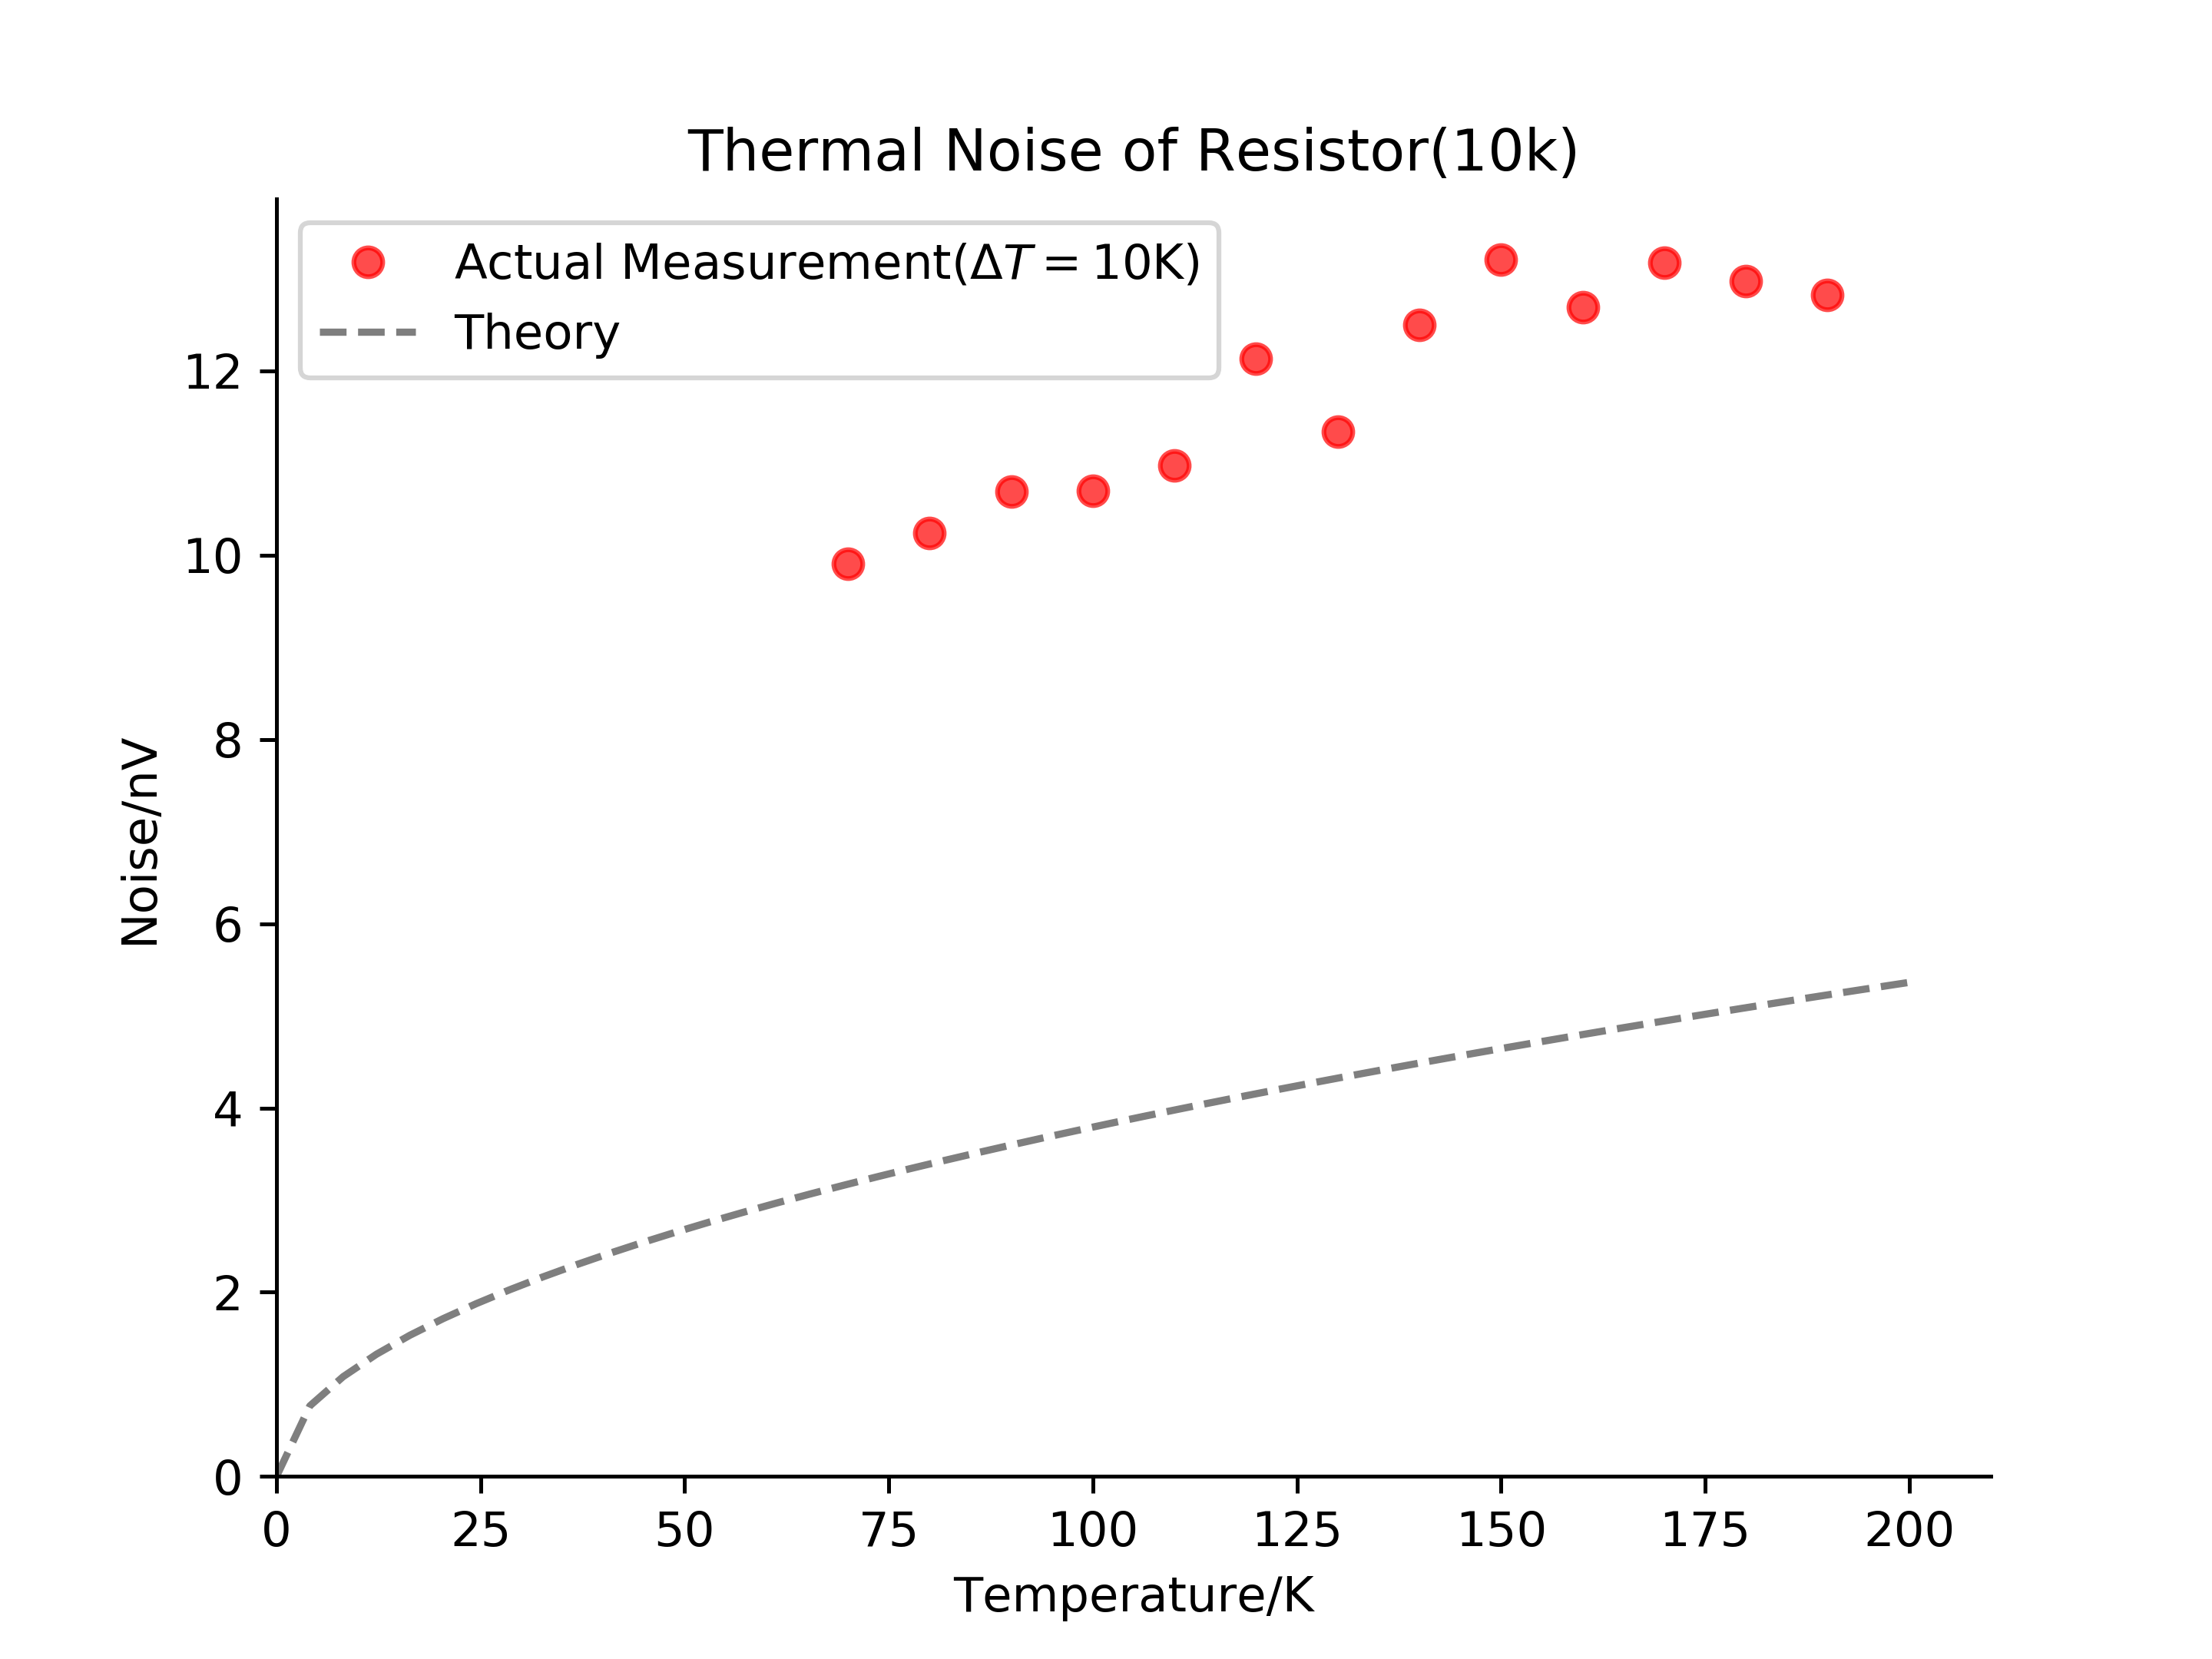 Thermal Noise of Resistor(10k)
Actual Measurement(ΔT = 10K)
Theory
12
10
8
6
4
2
0
Noise/nV
0 25 50 75 100 125 150 175 200
Temperature/K